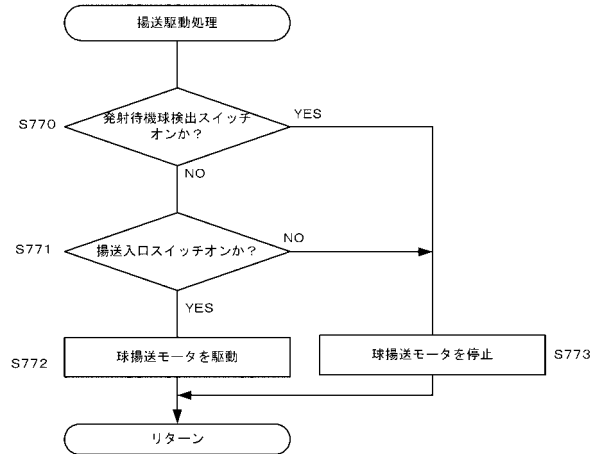 揚送駆動処理
S770
発射待機球検出スイッチ
オンか？
YES
NO
S771
揚送入口スイッチオンか？
NO
YES
S772
球揚送モータを駆動
球揚送モータを停止
S773
リターン